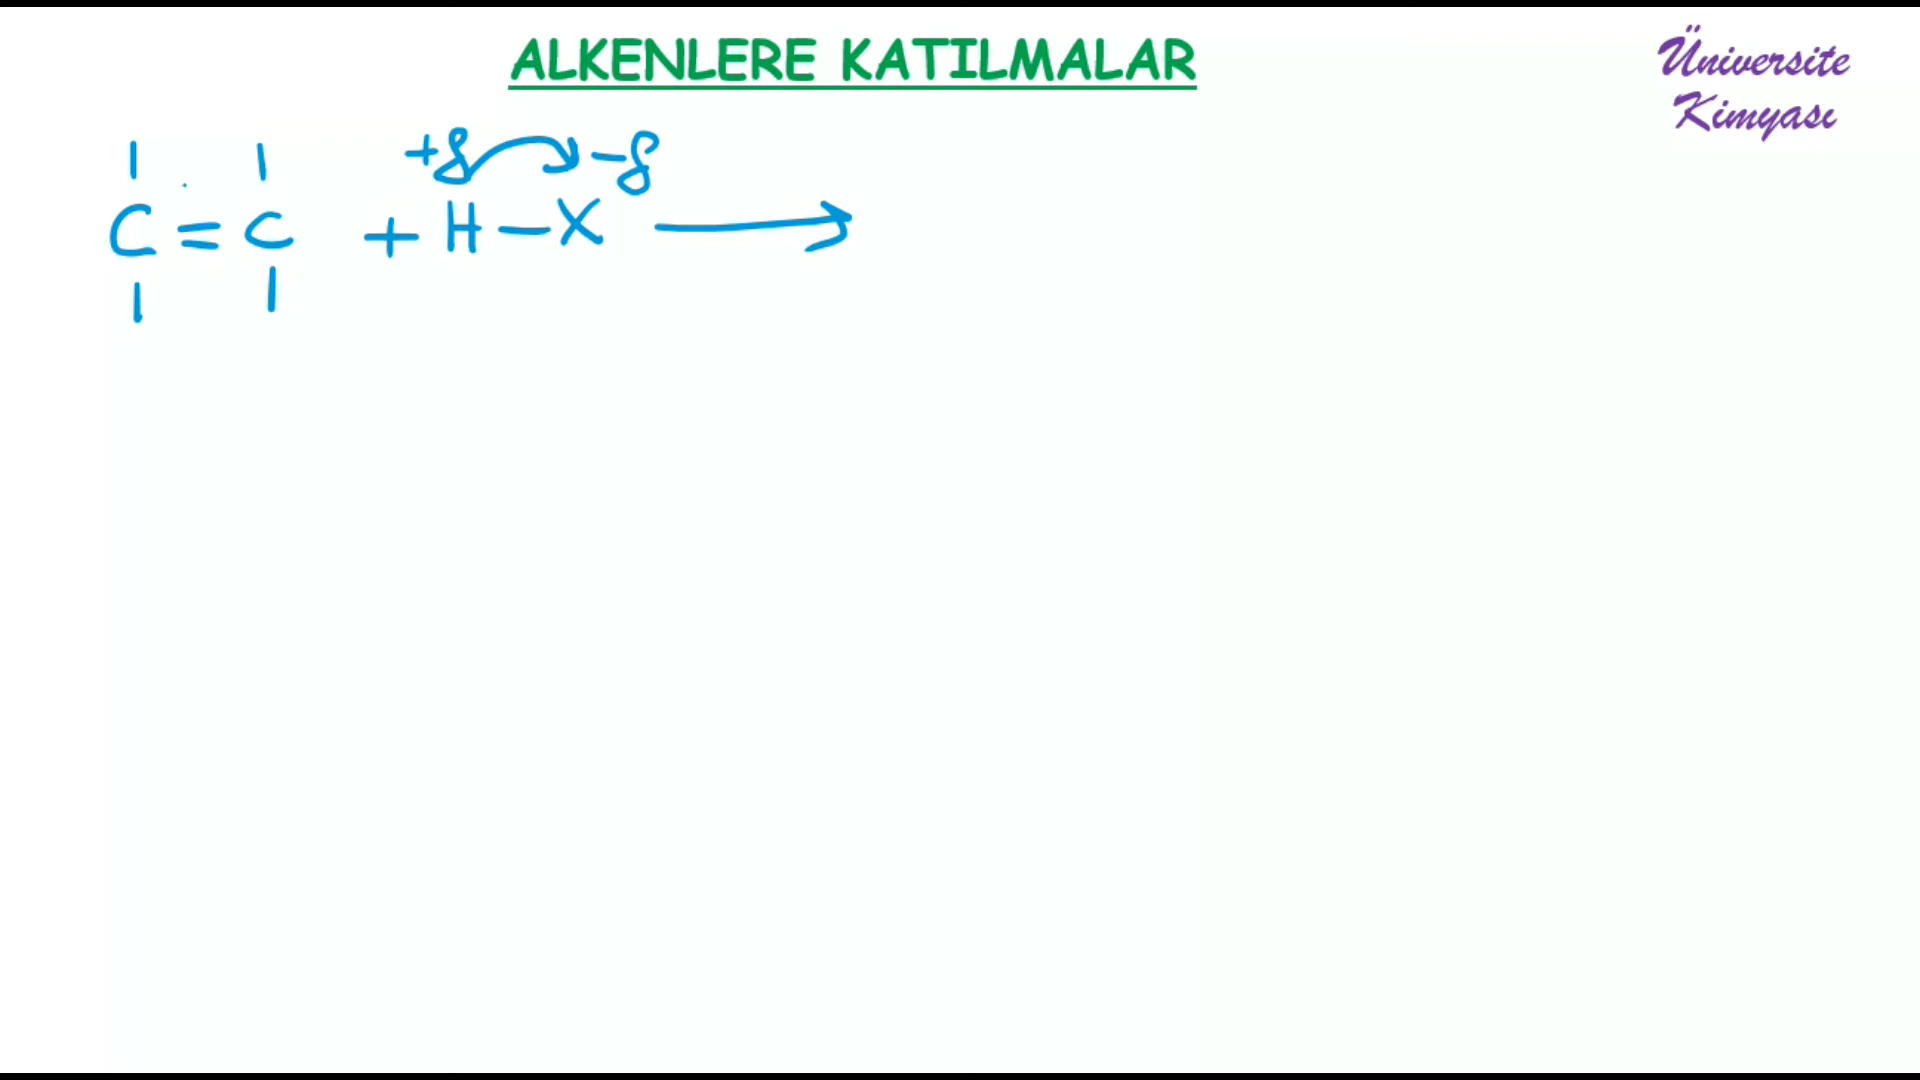 ALKENLERE KATILMALAR
Üniversite
Kimyası
+δ -δ
C = C + H - X →